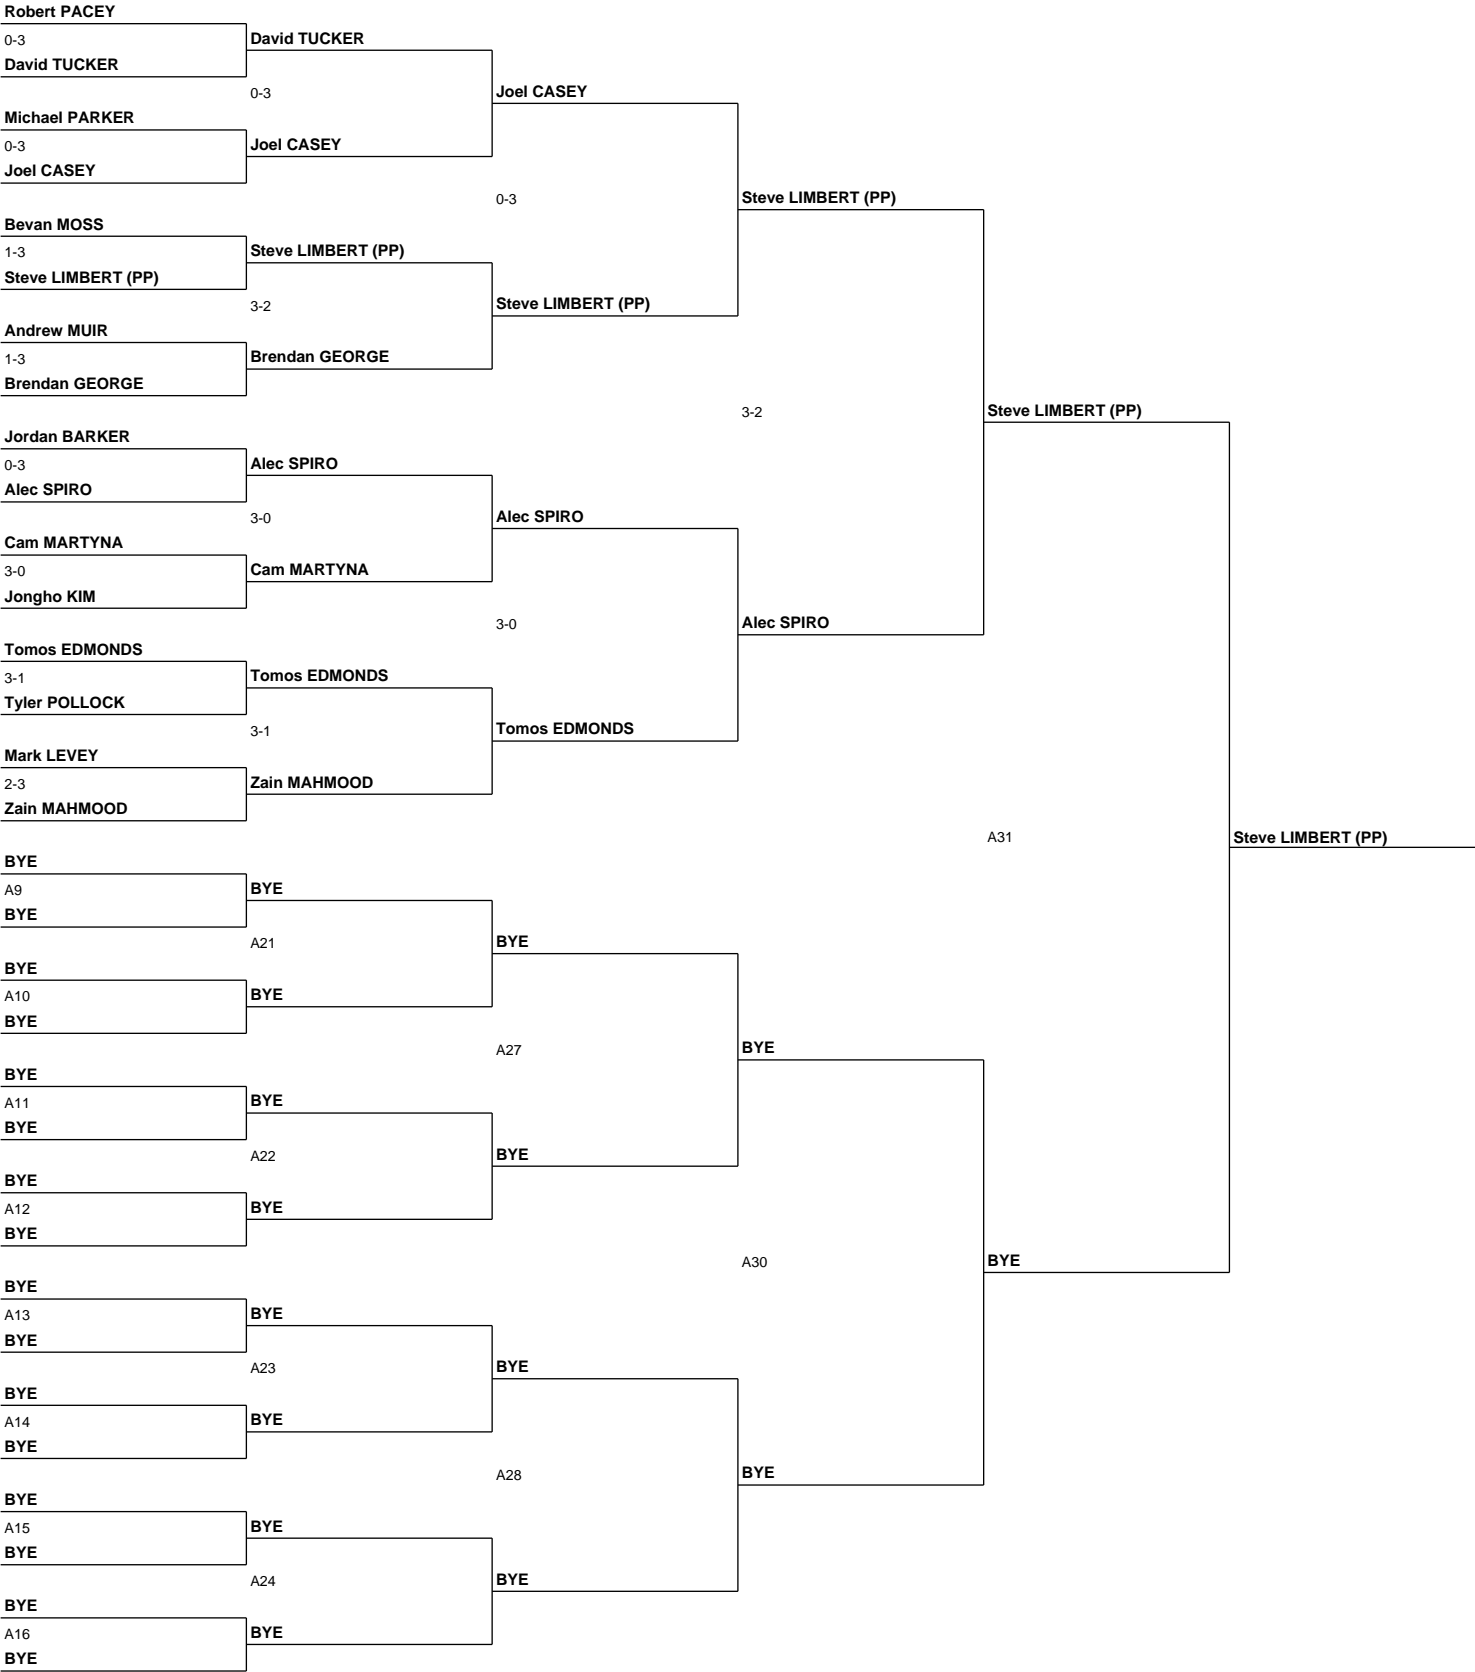 Robert PACEY
0-3
David TUCKER
David TUCKER
0-3
Michael PARKER
0-3
Joel CASEY
Joel CASEY
Joel CASEY
0-3
Bevan MOSS
1-3
Steve LIMBERT (PP)
Steve LIMBERT (PP)
3-2
Andrew MUIR
1-3
Brendan GEORGE
Brendan GEORGE
Steve LIMBERT (PP)
Steve LIMBERT (PP)
3-2
Jordan BARKER
0-3
Alec SPIRO
Alec SPIRO
3-0
Cam MARTYNA
3-0
Jongho KIM
Cam MARTYNA
Alec SPIRO
3-0
Tomos EDMONDS
3-1
Tyler POLLOCK
Tomos EDMONDS
3-1
Mark LEVEY
2-3
Zain MAHMOOD
Zain MAHMOOD
Tomos EDMONDS
Alec SPIRO
Steve LIMBERT (PP)
A31
Steve LIMBERT (PP)
BYE
A9
BYE
BYE
A21
BYE
A10
BYE
BYE
BYE
A27
BYE
A11
BYE
BYE
A22
BYE
A12
BYE
BYE
BYE
BYE
A30
BYE
A13
BYE
BYE
A23
BYE
A14
BYE
BYE
BYE
A28
BYE
A15
BYE
BYE
A24
BYE
A16
BYE
BYE
BYE
BYE
BYE